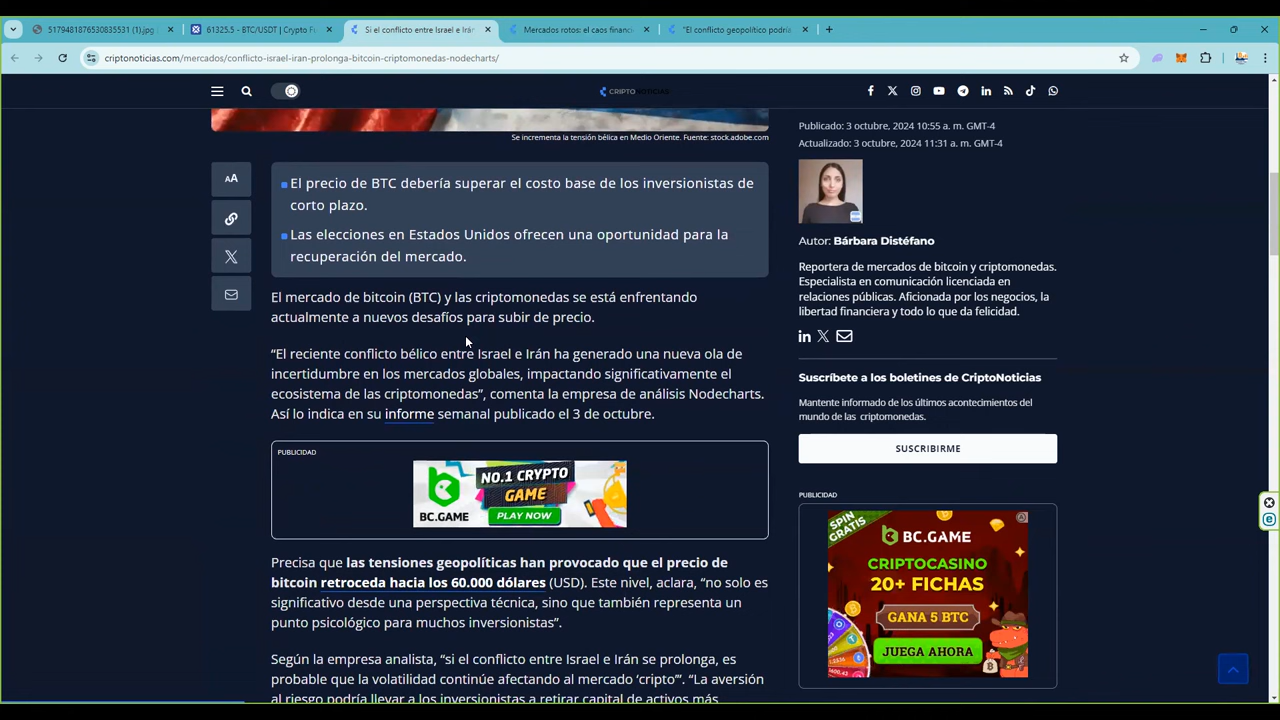 5179481876530835531 (1).jpg
61325.5 - BTC/USDT | Crypto Fu
Si el conflicto entre Israel e Irán
Mercados rotos: el caos financi
"El conflicto geopolítico podría
criptonoticias.com/mercados/conflicto-israel-iran-prolonga-bitcoin-criptomonedas-nodecharts/
CRIPTONOTICIAS
Se incrementa la tensión bélica en Medio Oriente. Fuente: stock.adobe.com
AA
El precio de BTC debería superar el costo base de los inversionistas de
corto plazo.
Las elecciones en Estados Unidos ofrecen una oportunidad para la
recuperación del mercado.
El mercado de bitcoin (BTC) y las criptomonedas se está enfrentando
actualmente a nuevos desafíos para subir de precio.
“El reciente conflicto bélico entre Israel e Irán ha generado una nueva ola de
incertidumbre en los mercados globales, impactando significativamente el
ecosistema de las criptomonedas”, comenta la empresa de análisis Nodecharts.
Así lo indica en su informe semanal publicado el 3 de octubre.
PUBLICIDAD
NO.1 CRYPTO
GAME
BC.GAME
PLAY NOW
Precisa que las tensiones geopolíticas han provocado que el precio de
bitcoin retroceda hacia los 60.000 dólares (USD). Este nivel, aclara, “no solo es
significativo desde una perspectiva técnica, sino que también representa un
punto psicológico para muchos inversionistas”.
Según la empresa analista, “si el conflicto entre Israel e Irán se prolonga, es
probable que la volatilidad continúe afectando al mercado ‘cripto’”. “La aversión
al riesgo podría llevar a los inversionistas a retirar capital de activos más
Publicado: 3 octubre, 2024 10:55 a. m. GMT-4
Actualizado: 3 octubre, 2024 11:31 a. m. GMT-4
Autor: Bárbara Distéfano
Reportera de mercados de bitcoin y criptomonedas.
Especialista en comunicación licenciada en
relaciones públicas. Aficionada por los negocios, la
libertad financiera y todo lo que da felicidad.
Suscríbete a los boletines de CriptoNoticias
Mantente informado de los últimos acontecimientos del
mundo de las criptomonedas.
SUSCRIBIRME
PUBLICIDAD
SPIN
GRATIS
BC.GAME
CRIPTOCASINO
20+ FICHAS
GANA 5 BTC
JUEGA AHORA